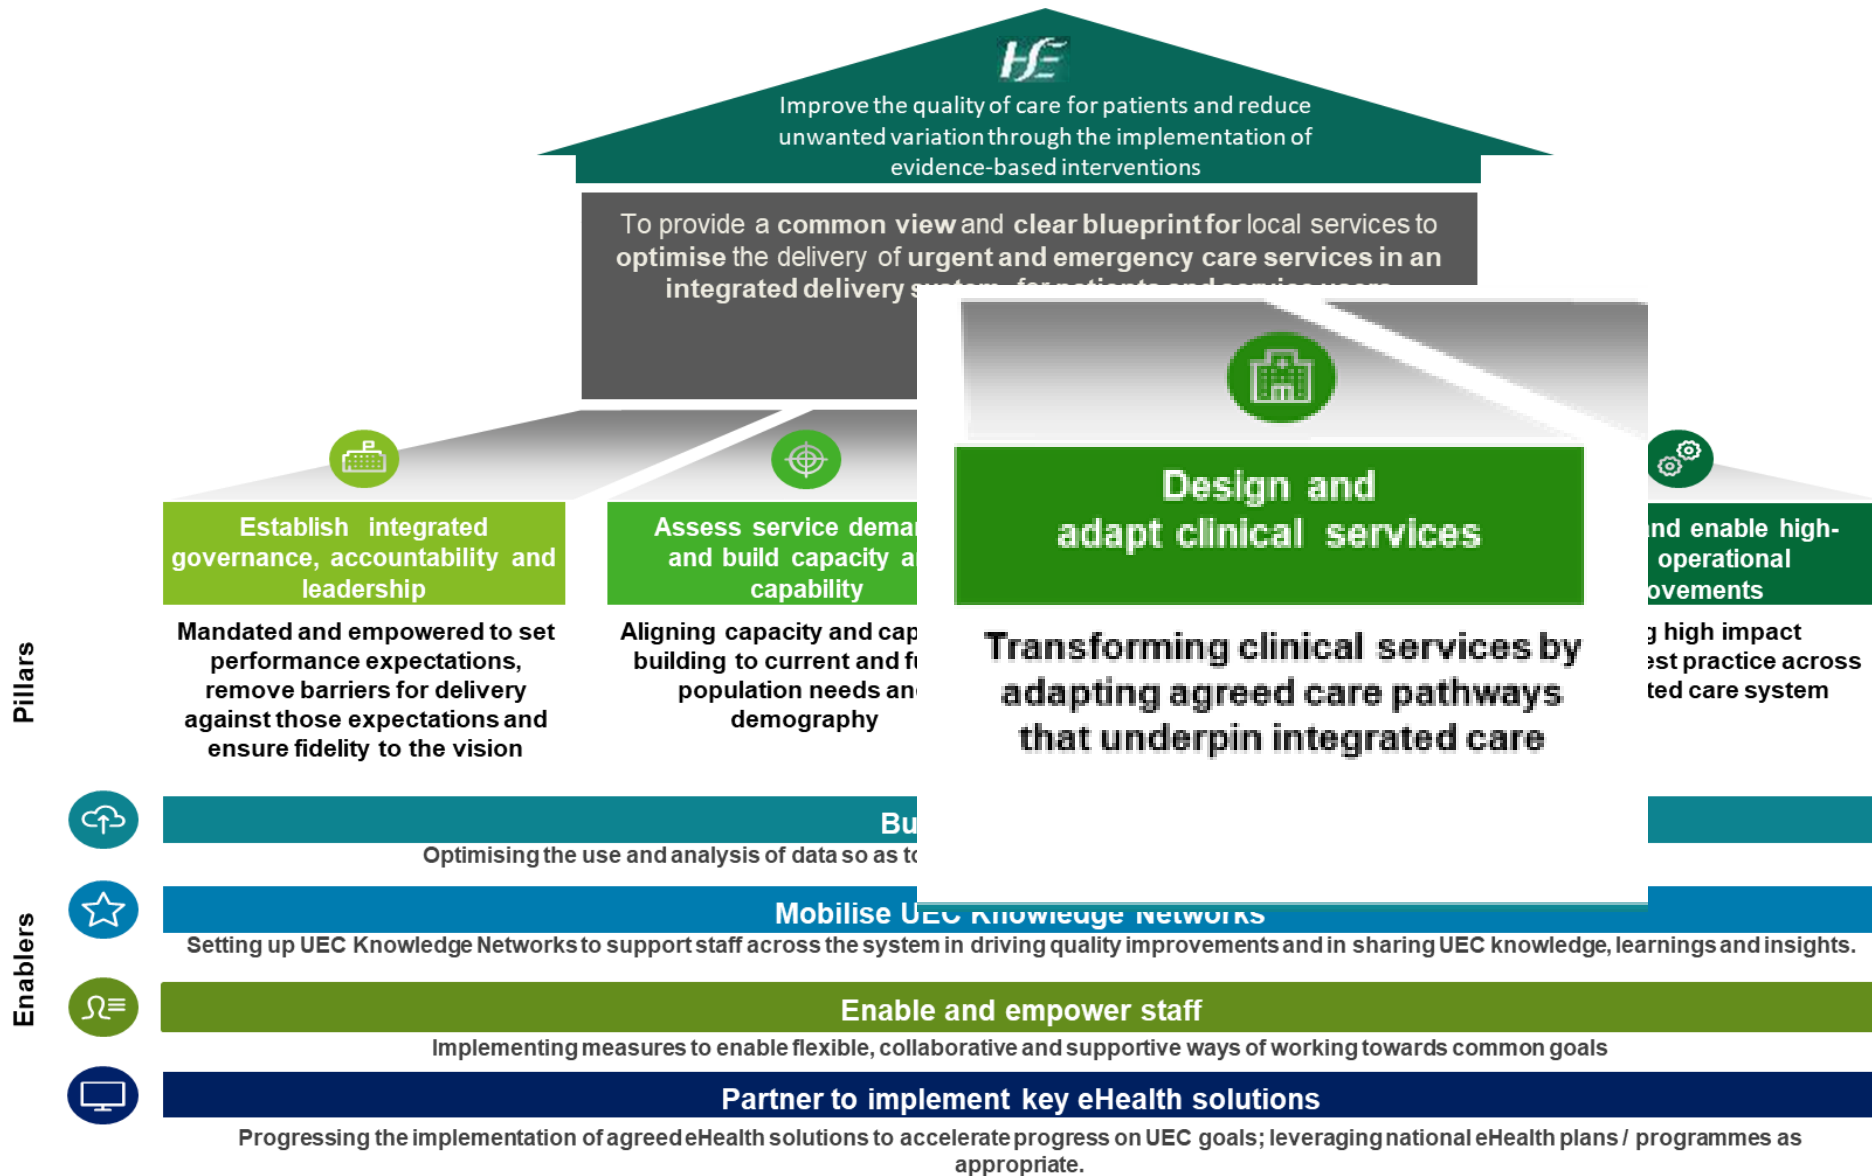 HSE
Improve the quality of care for patients and reduce
unwanted variation through the implementation of
evidence-based interventions
To provide a common view and clear blueprint for local services to
optimise the delivery of urgent and emergency care services in an
integrated delivery system for patients and service users
Establish integrated
governance, accountability and
leadership
Mandated and empowered to set
performance expectations,
remove barriers for delivery
against those expectations and
ensure fidelity to the vision
Assess service
and build capacity
capability
Aligning capacity and
building to current and
population needs
demography
Design and
adapt clinical services
Transforming clinical services by
adapting agreed care pathways
that underpin integrated care
and enable high-
operational
high impact
practice across
care system
Pillars
Optimising the use and analysis of data so as to
Mobilise UEC Knowledge Networks
Setting up UEC Knowledge Networks to support staff across the system in driving quality improvements and in sharing UEC knowledge, learnings and insights.
Enablers
Enable and empower staff
Implementing measures to enable flexible, collaborative and supportive ways of working towards common goals
Partner to implement key eHealth solutions
Progressing the implementation of agreed eHealth solutions to accelerate progress on UEC goals; leveraging national eHealth plans / programmes as
appropriate.